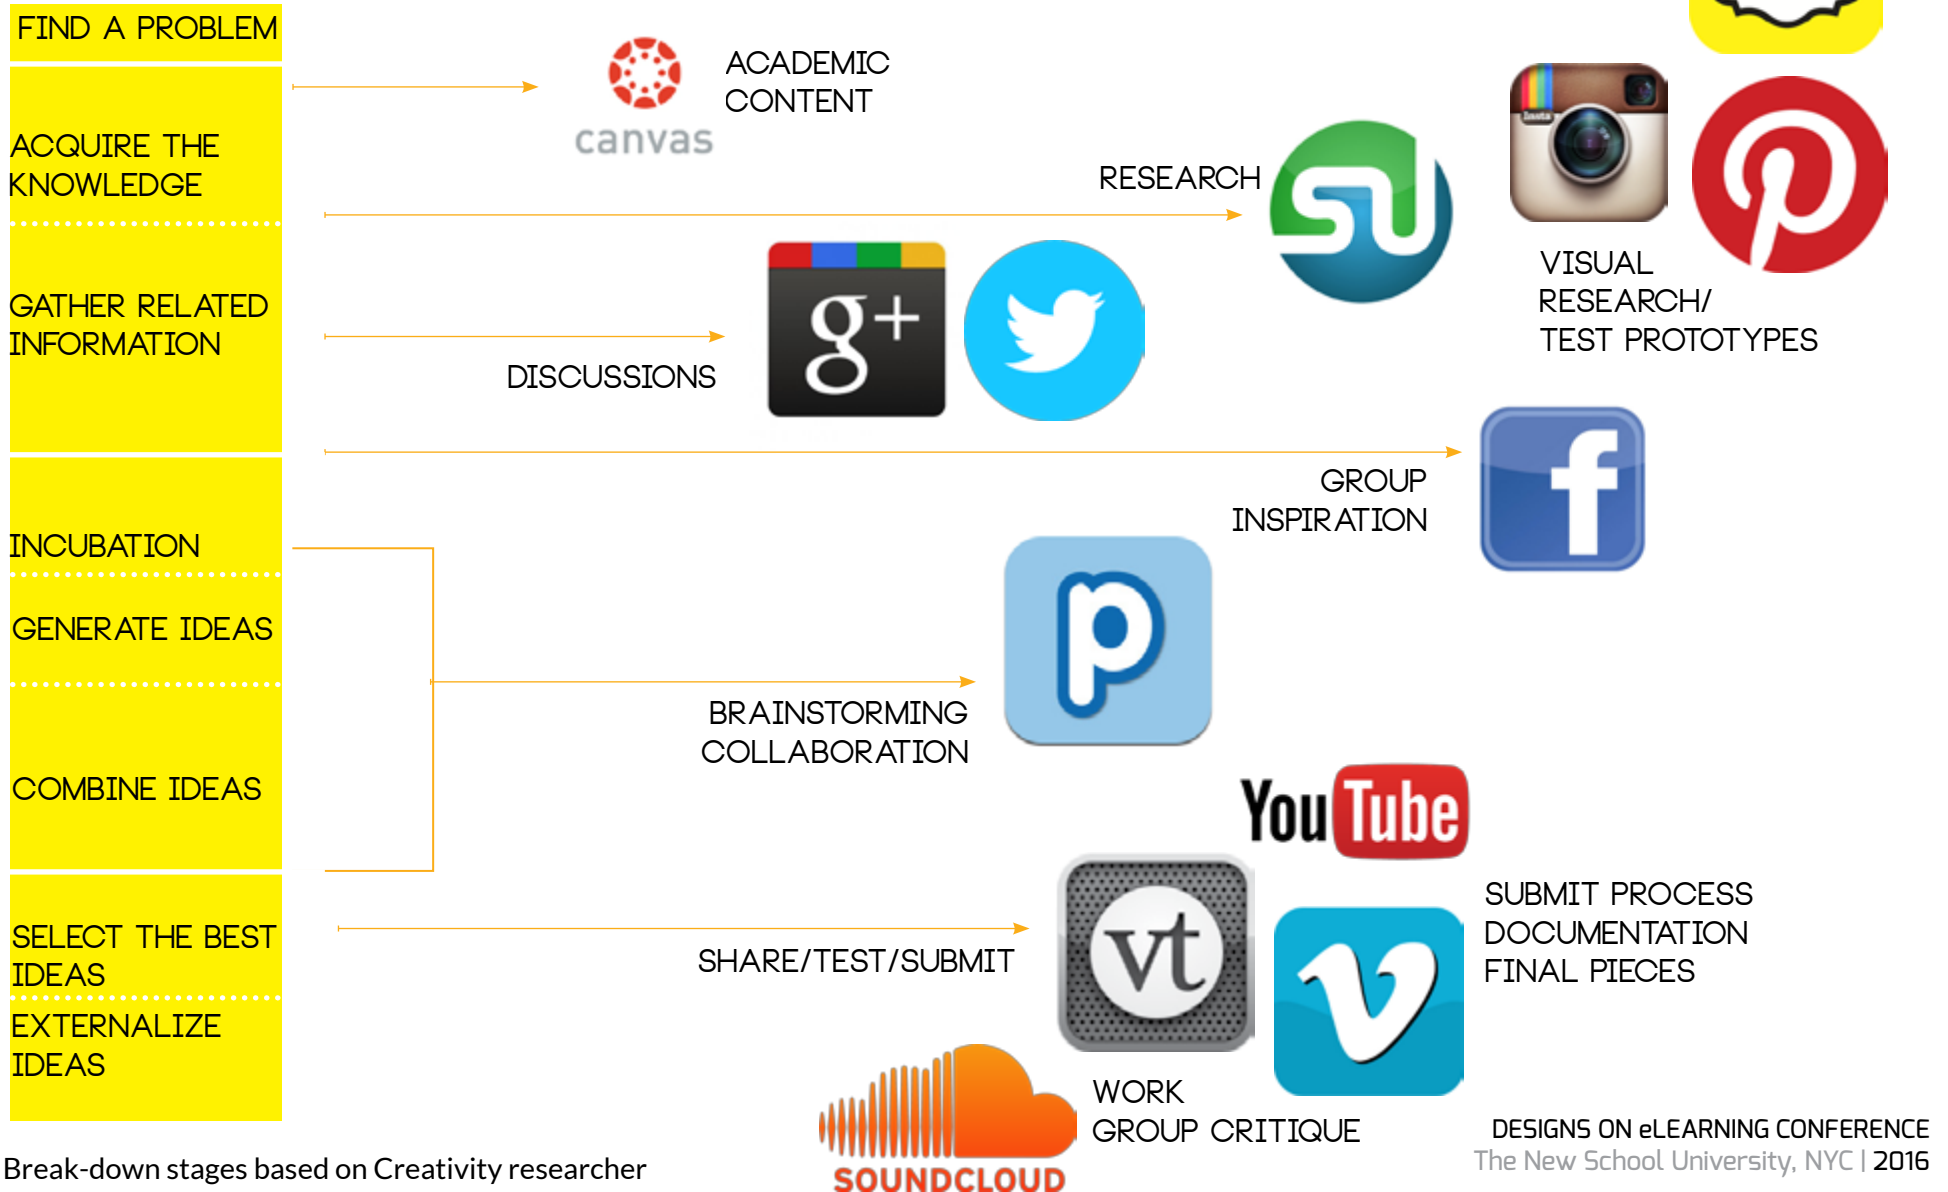 FIND A PROBLEM
ACQUIRE THE
KNOWLEDGE
GATHER RELATED
INFORMATION
INCUBATION
GENERATE IDEAS
COMBINE IDEAS
SELECT THE BEST
IDEAS
EXTERNALIZE
IDEAS
canvas
ACADEMIC
CONTENT
RESEARCH
su
Insta
p
VISUAL
RESEARCH/
TEST PROTOTYPES
DISCUSSIONS
g+
GROUP
INSPIRATION
f
BRAINSTORMING
COLLABORATION
p
YouTube
SHARE/TEST/SUBMIT
vt
v
SUBMIT PROCESS
DOCUMENTATION
FINAL PIECES
SOUNDCLOUD
WORK
GROUP CRITIQUE
Break-down stages based on Creativity researcher
DESIGNS ON eLEARNING CONFERENCE
The New School University, NYC | 2016